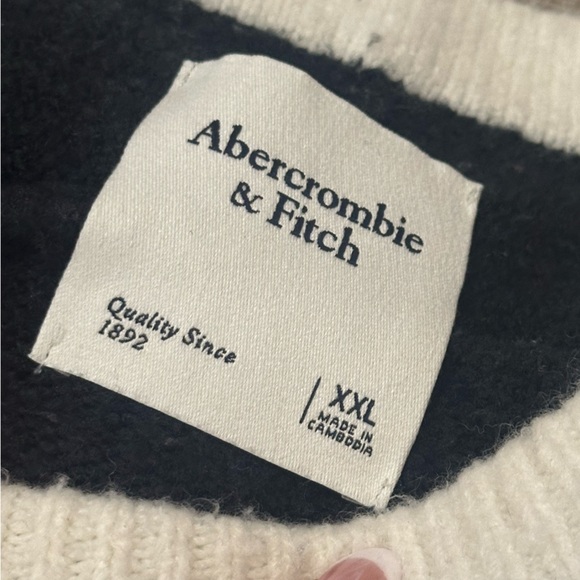 Abercrombie
& Fitch
Quality Since
1892
XXL
MADE IN
CAMBODIA